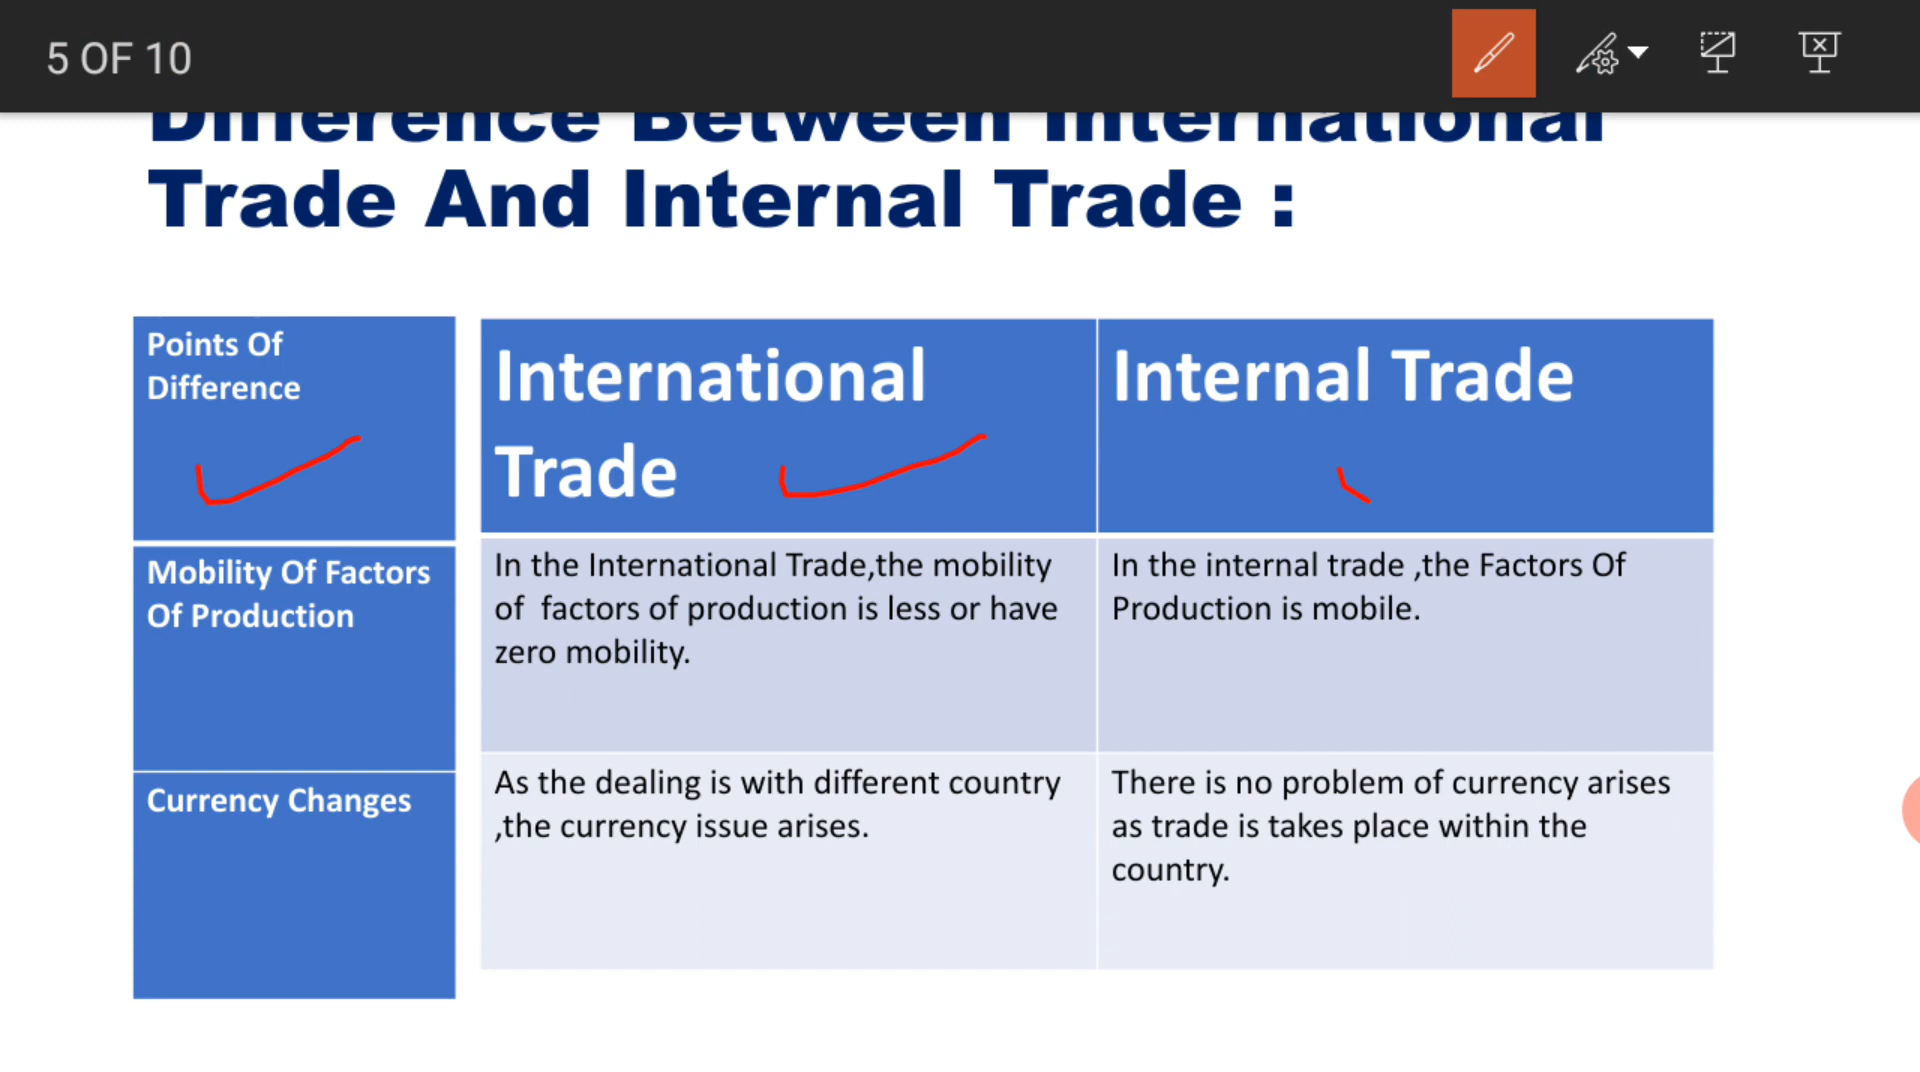 5 OF 10
Difference Between International
Trade And Internal Trade :
Points Of
Difference
International
Trade
Internal Trade
Mobility Of Factors
Of Production
In the International Trade,the mobility
of  factors of production is less or have
zero mobility.
In the internal trade ,the Factors Of
Production is mobile.
Currency Changes
As the dealing is with different country
,the currency issue arises.
There is no problem of currency arises
as trade is takes place within the
country.